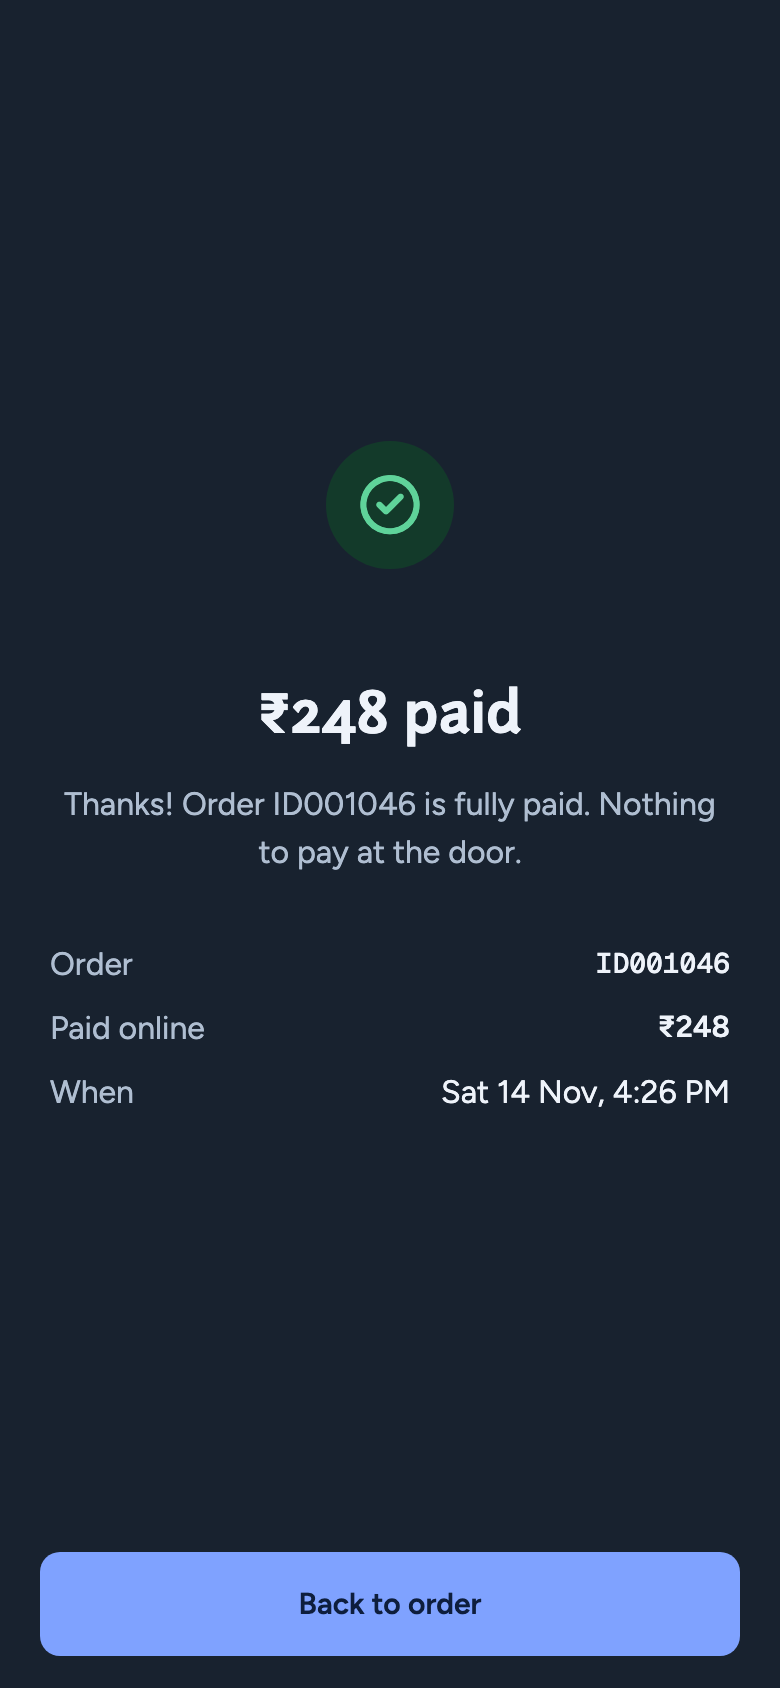 ₹248 paid
Thanks! Order ID001046 is fully paid. Nothing
to pay at the door.
Order ID001046
Paid online ₹248
When Sat 14 Nov, 4:26 PM
Back to order